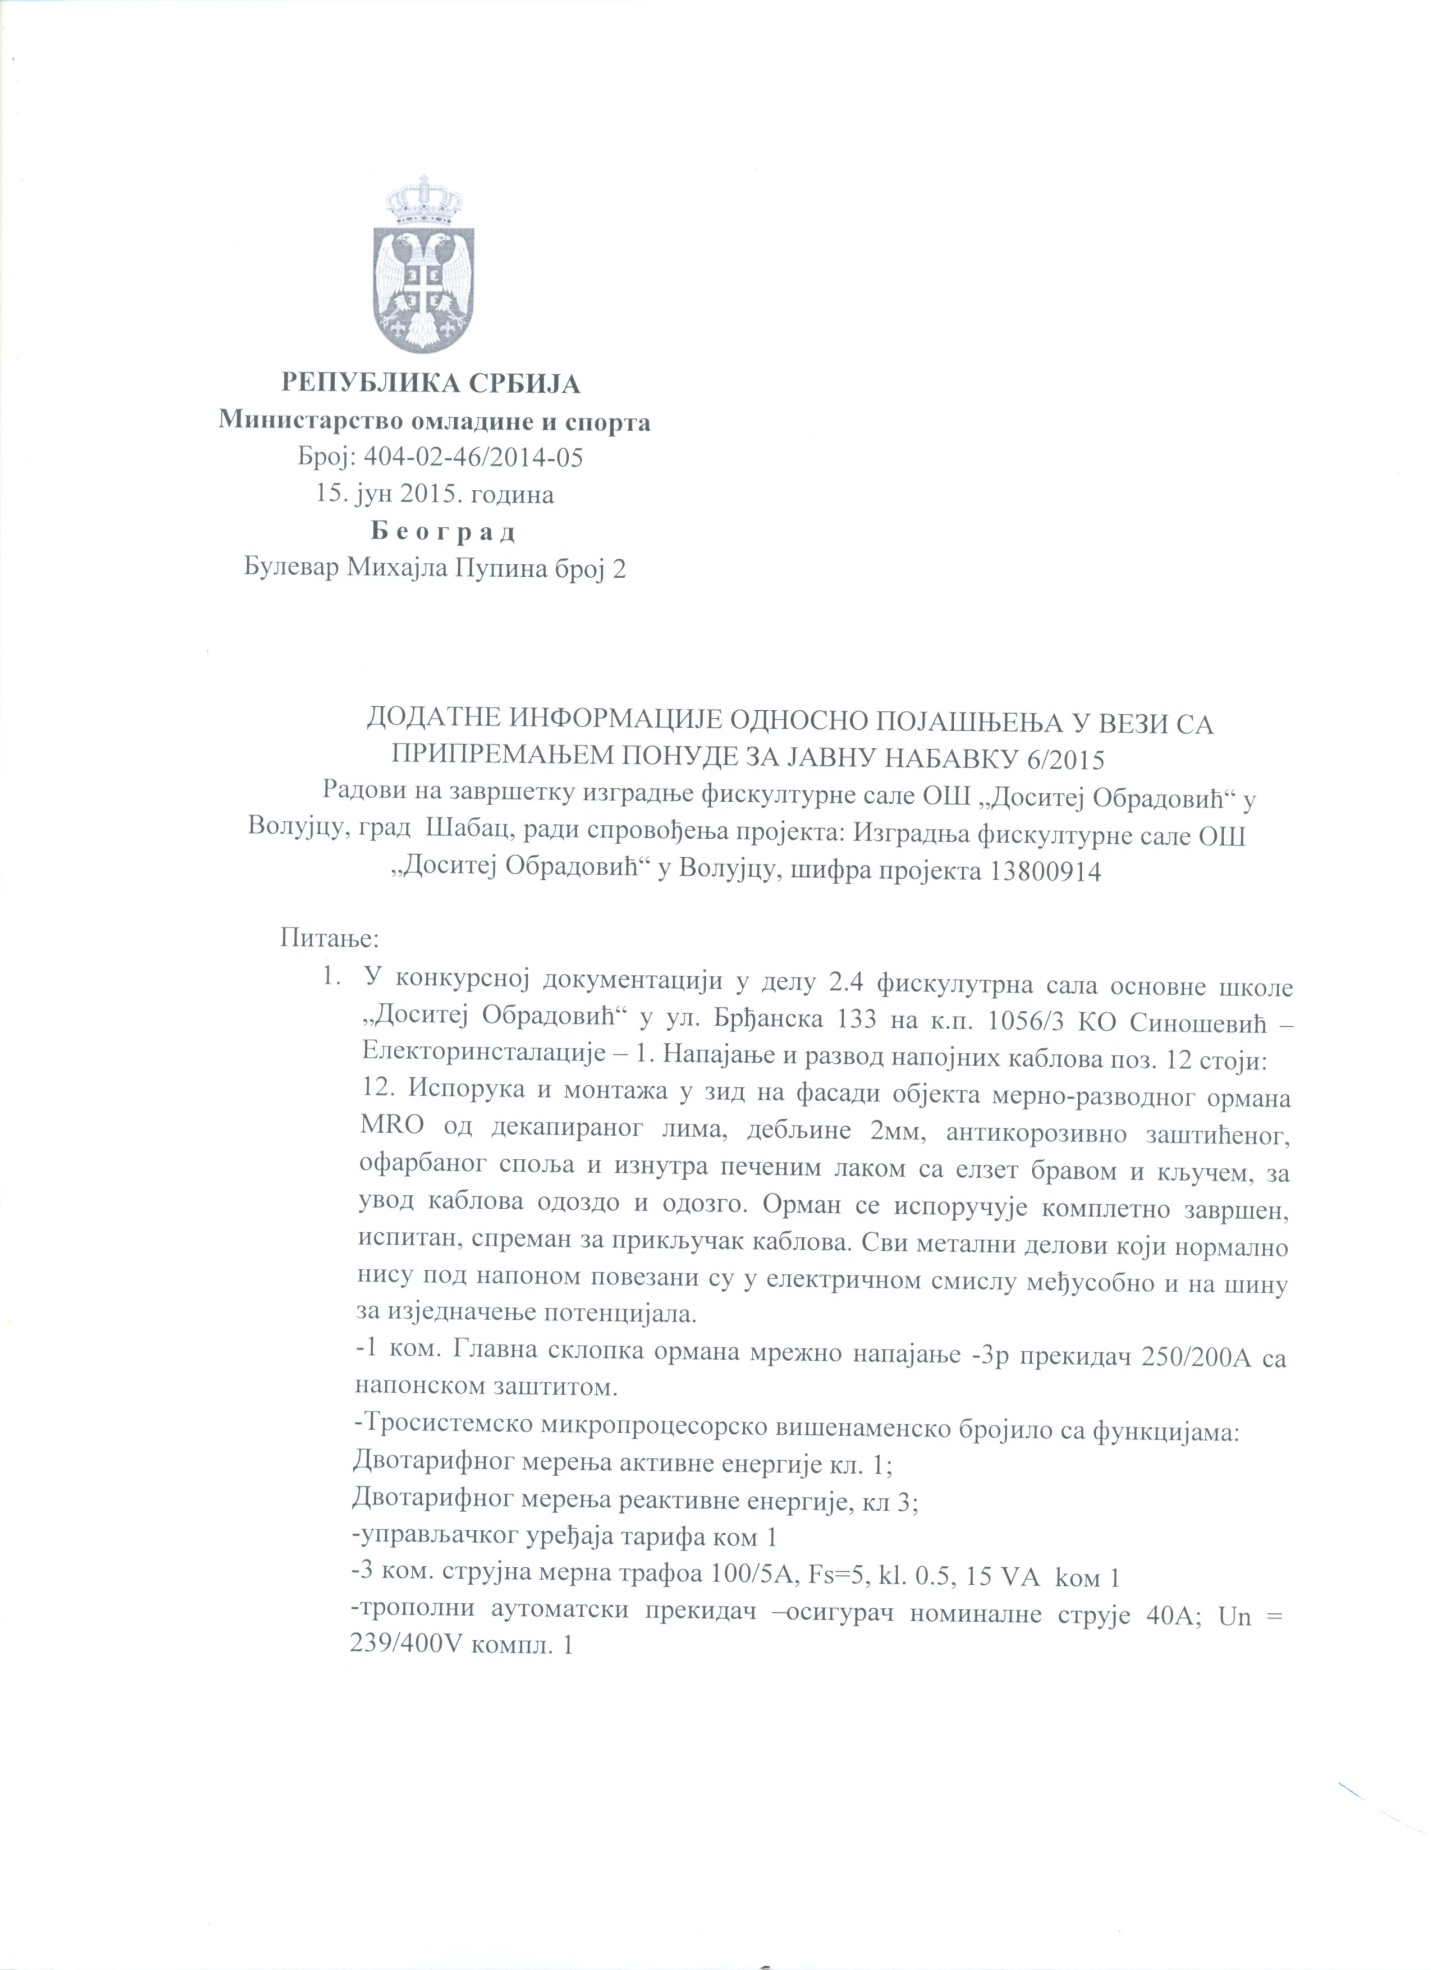 РЕПУБЛИКА СРБИЈА
Министарство омладине и спорта
Број: 404-02-46/2014-05
15. јун 2015. година
Б е о г р а д
Булевар Михајла Пупина број 2
ДОДАТНЕ ИНФОРМАЦИЈЕ ОДНОСНО ПОЈАШЊЕЊА У ВЕЗИ СА
ПРИПРЕМАЊЕМ ПОНУДЕ ЗА ЈАВНУ НАБАВКУ 6/2015
Радови на завршетку изградње фискултурне сале ОШ „Доситеј Обрадовић“ у
Волујцу, град Шабац, ради спровођења пројекта: Изградња фискултурне сале ОШ
„Доситеј Обрадовић“ у Волујцу, шифра пројекта 13800914
Питање:
1. У конкурсној документацији у делу 2.4 фискулутрна сала основне школе
„Доситеј Обрадовић“ у ул. Брђанска 133 на к.п. 1056/3 КО Синошевић –
Електоринсталације – 1. Напајање и развод напојних каблова поз. 12 стоји:
12. Испорука и монтажа у зид на фасади објекта мерно-разводног ормана
MRO од декапираног лима, дебљине 2мм, антикорозивно заштићеног,
офарбаног споља и изнутра печеним лаком са елзет бравом и кључем, за
увод каблова одоздо и одозго. Орман се испоручује комплетно завршен,
испитан, спреман за прикључак каблова. Сви метални делови који нормално
нису под напоном повезани су у електричном смислу међусобно и на шину
за изједначење потенцијала.
-1 ком. Главна склопка ормана мрежно напајање -3р прекидач 250/200А са
напонском заштитом.
-Тросистемско микропроцесорско вишенаменско бројило са функцијама:
Двотарифног мерења активне енергије кл. 1;
Двотарифног мерења реактивне енергије, кл 3;
-управљачког уређаја тарифа ком 1
-3 ком. струјна мерна трафоа 100/5А, Fs=5, kl. 0.5, 15 VA kом 1
-трополни аутоматски прекидач –осигурач номиналне струје 40А; Un =
239/400V компл. 1